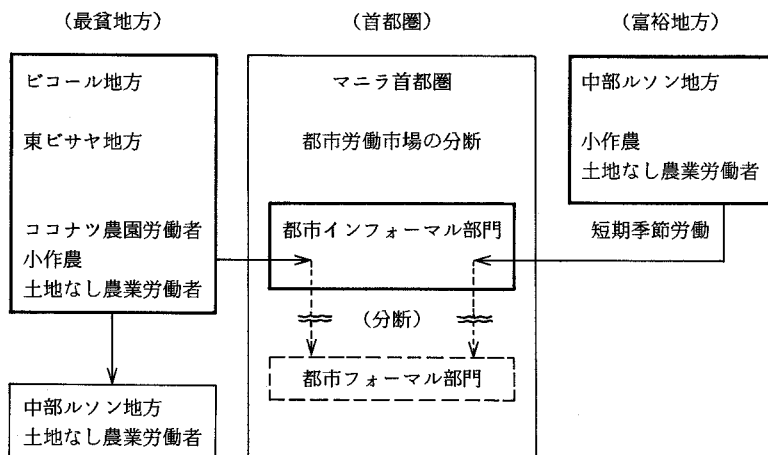 （最貧地方）
ビコール地方
東ビサヤ地方
ココナツ農園労働者
小作農
土地なし農業労働者
中部ルソン地方
土地なし農業労働者
（首都圏）
マニラ首都圏
都市労働市場の分断
都市インフォーマル部門
（分断）
都市フォーマル部門
（富裕地方）
中部ルソン地方
小作農
土地なし農業労働者
短期季節労働